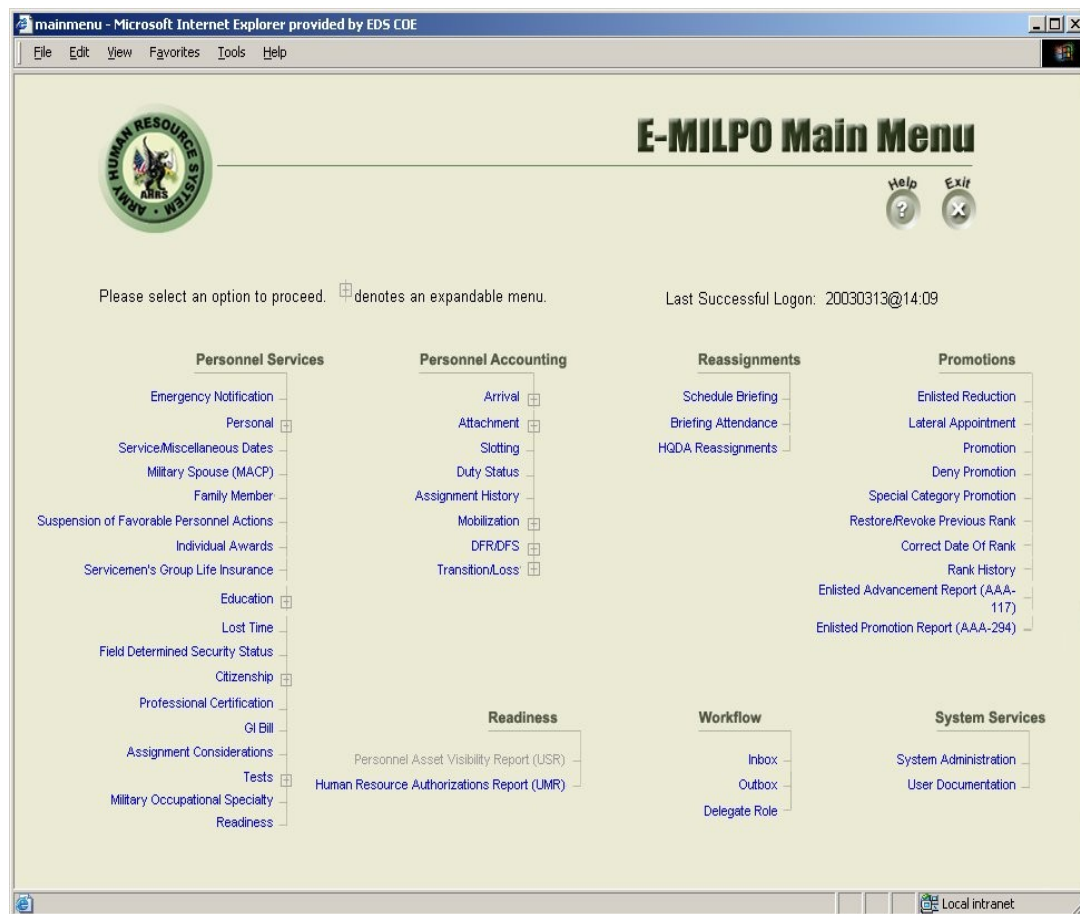 mainmenu - Microsoft Internet Explorer provided by EDS COE
File Edit View Favorites Tools Help
ARMY HUMAN RESOURCE SYSTEM
AHRS
E-MILPO Main Menu
Help Exit
Please select an option to proceed. denotes an expandable menu.
Last Successful Logon: 20030313@14:09
Personnel Services
Emergency Notification
Personal
Service/Miscellaneous Dates
Military Spouse (MACP)
Family Member
Suspension of Favorable Personnel Actions
Individual Awards
Servicemen's Group Life Insurance
Education
Lost Time
Field Determined Security Status
Citizenship
Professional Certification
GI Bill
Assignment Considerations
Tests
Military Occupational Specialty
Readiness
Personnel Accounting
Arrival
Attachment
Slotting
Duty Status
Assignment History
Mobilization
DFR/DFS
Transition/Loss
Reassignments
Schedule Briefing
Briefing Attendance
HQDA Reassignments
Promotions
Enlisted Reduction
Lateral Appointment
Promotion
Deny Promotion
Special Category Promotion
Restore/Revoke Previous Rank
Correct Date Of Rank
Rank History
Enlisted Advancement Report (AAA-
117)
Enlisted Promotion Report (AAA-294)
Readiness
Personnel Asset Visibility Report (USR)
Human Resource Authorizations Report (UMR)
Workflow
Inbox
Outbox
Delegate Role
System Services
System Administration
User Documentation
Local intranet